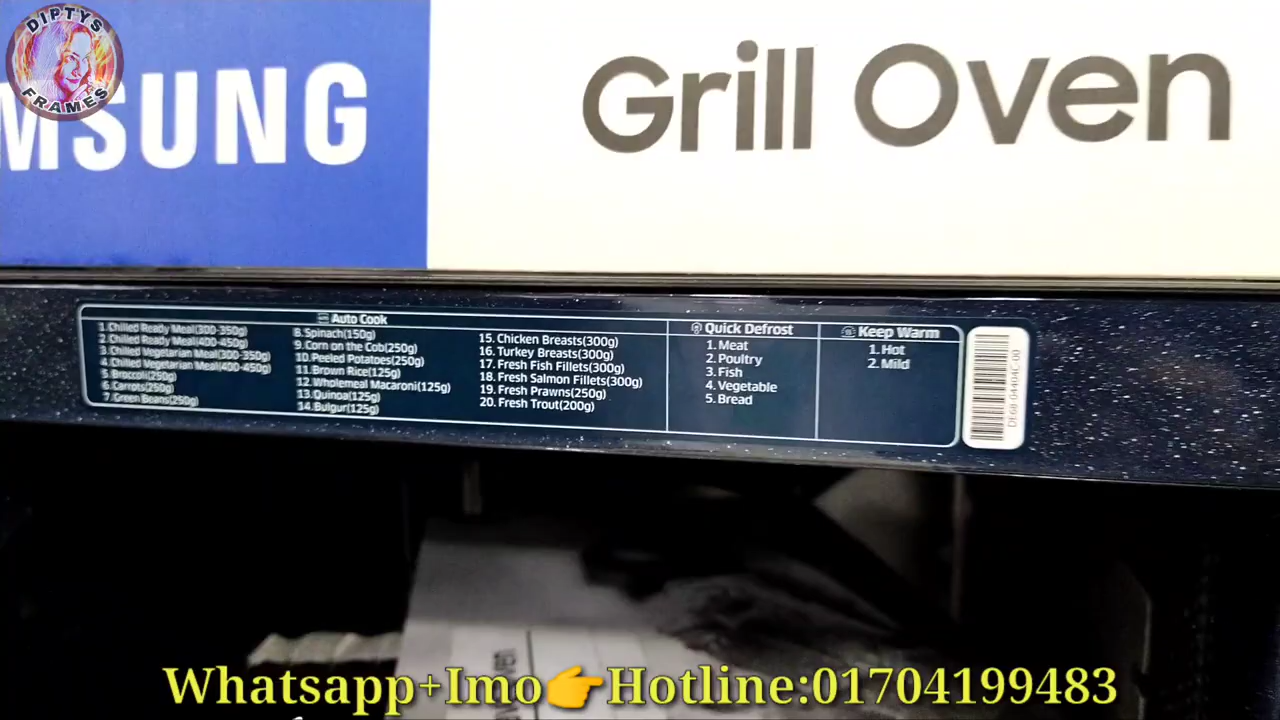 DIPTYS
FRAMES
MSUNG
Grill Oven
Auto Cook
1. Chilled Ready Meal(300-350g)
2. Chilled Ready Meal(400-450g)
3. Chilled Vegetarian Meal(300-350g)
4. Chilled Vegetarian Meal(400-450g)
5. Broccoli(250g)
6. Carrots(250g)
7. Green Beans(250g)
8. Spinach(150g)
9. Corn on the Cob(250g)
10. Peeled Potatoes(250g)
11. Brown Rice(125g)
12. Wholemeal Macaroni(125g)
13. Quinoa(125g)
14. Bulgur(125g)
15. Chicken Breasts(300g)
16. Turkey Breasts(300g)
17. Fresh Fish Fillets(300g)
18. Fresh Salmon Fillets(300g)
19. Fresh Prawns(250g)
20. Fresh Trout(200g)
Quick Defrost
1. Meat
2. Poultry
3. Fish
4. Vegetable
5. Bread
Keep Warm
1. Hot
2. Mild
DE68-04404C-00
Whatsapp+Imo👉Hotline:01704199483